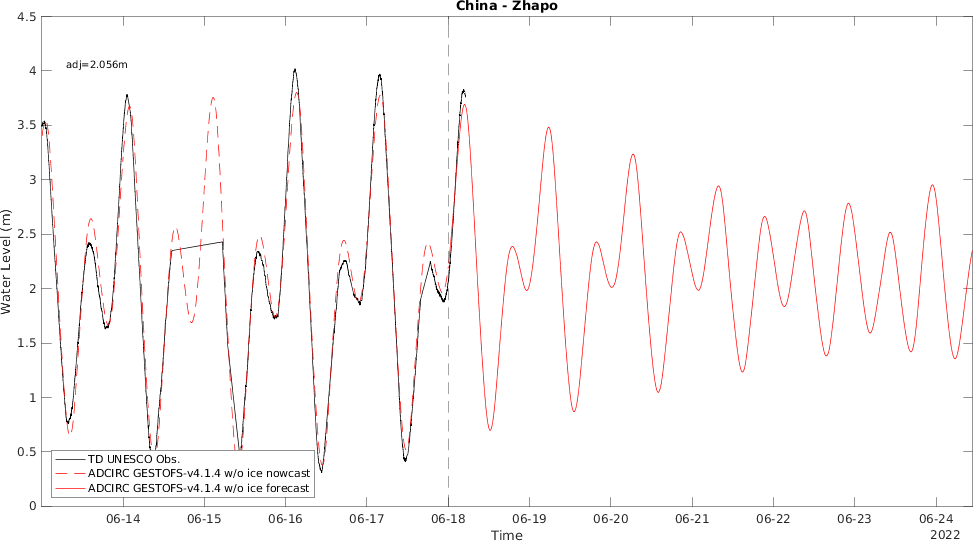 China - Zhapo
4.5
4
3.5
3
2.5
2
1.5
1
0.5
0
Water Level (m)
adj=2.056m
TD UNESCO Obs.
ADCIRC GESTOFS-v4.1.4 w/o ice nowcast
ADCIRC GESTOFS-v4.1.4 w/o ice forecast
06-14 06-15 06-16 06-17 06-18 06-19 06-20 06-21 06-22 06-23 06-24
Time
2022